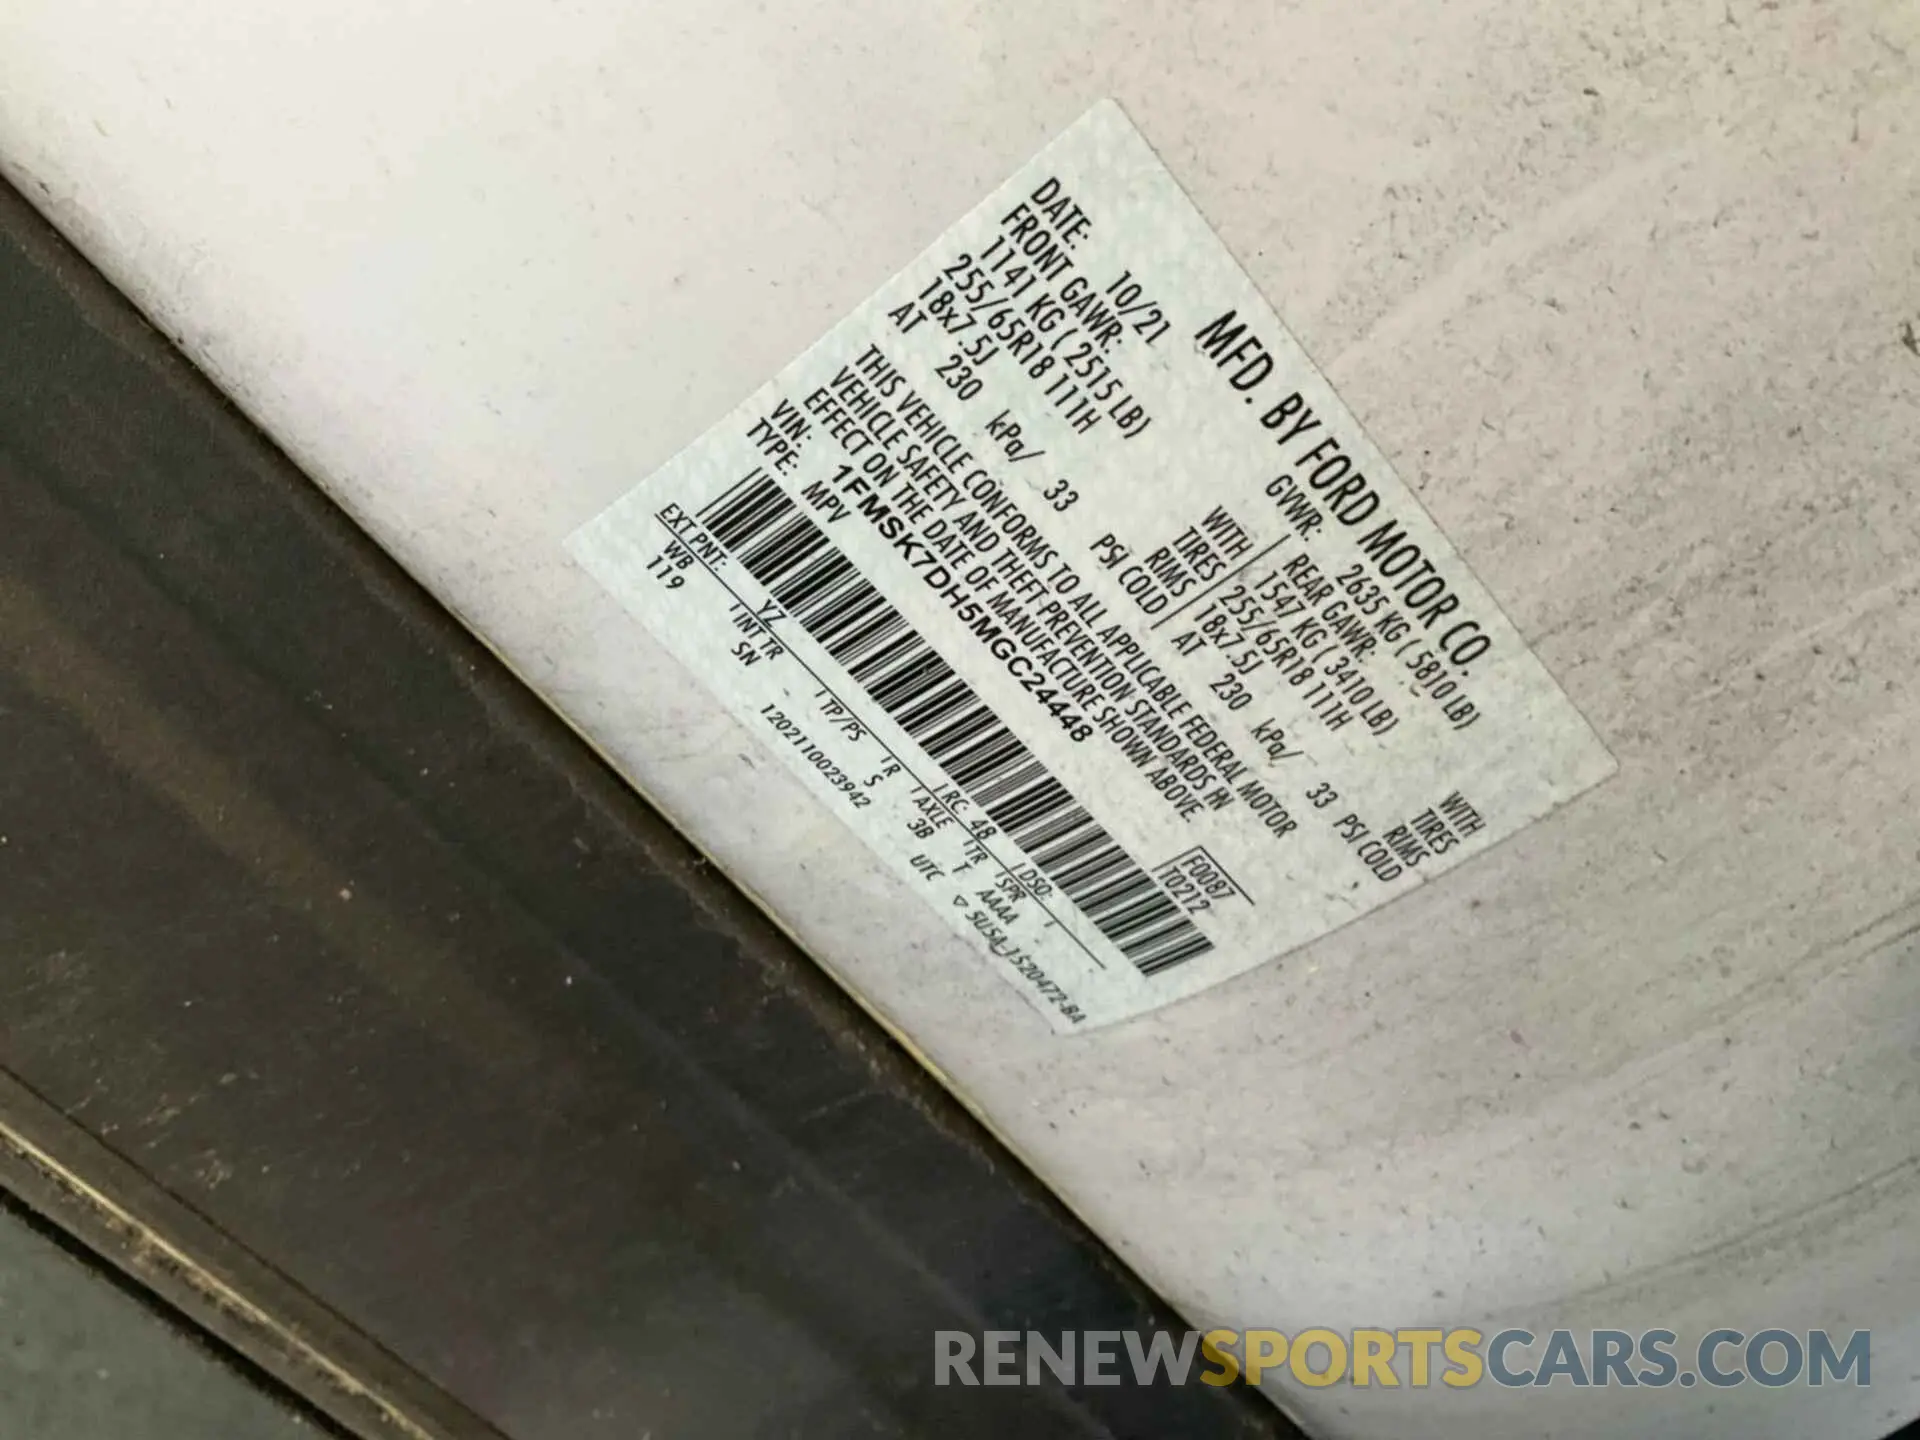 MFD. BY FORD MOTOR CO.
DATE: 10/21 GVWR: 2635 KG ( 5810 LB)
FRONT GAWR: REAR GAWR:
1141 KG ( 2515 LB) WITH 1547 KG ( 3410 LB) WITH
255/65R18 111H TIRES 255/65R18 111H TIRES
18x7.5J RIMS 18x7.5J RIMS
AT 230 kPa/ 33 PSI COLD AT 230 kPa/ 33 PSI COLD
THIS VEHICLE CONFORMS TO ALL APPLICABLE FEDERAL MOTOR
VEHICLE SAFETY AND THEFT PREVENTION STANDARDS IN
EFFECT ON THE DATE OF MANUFACTURE SHOWN ABOVE
VIN: 1FMSK7DH5MGC24448 F0087
TYPE: MPV T0212
EXT PNT: YZ RC: 48 DSO:
WB INT TR TP/PS R AXLE TR SPR
119 SN S 3B T AAAA
1202110023942 UTC ▽ SU5A-1520472-BA
RENEWSPORTSCARS.COM